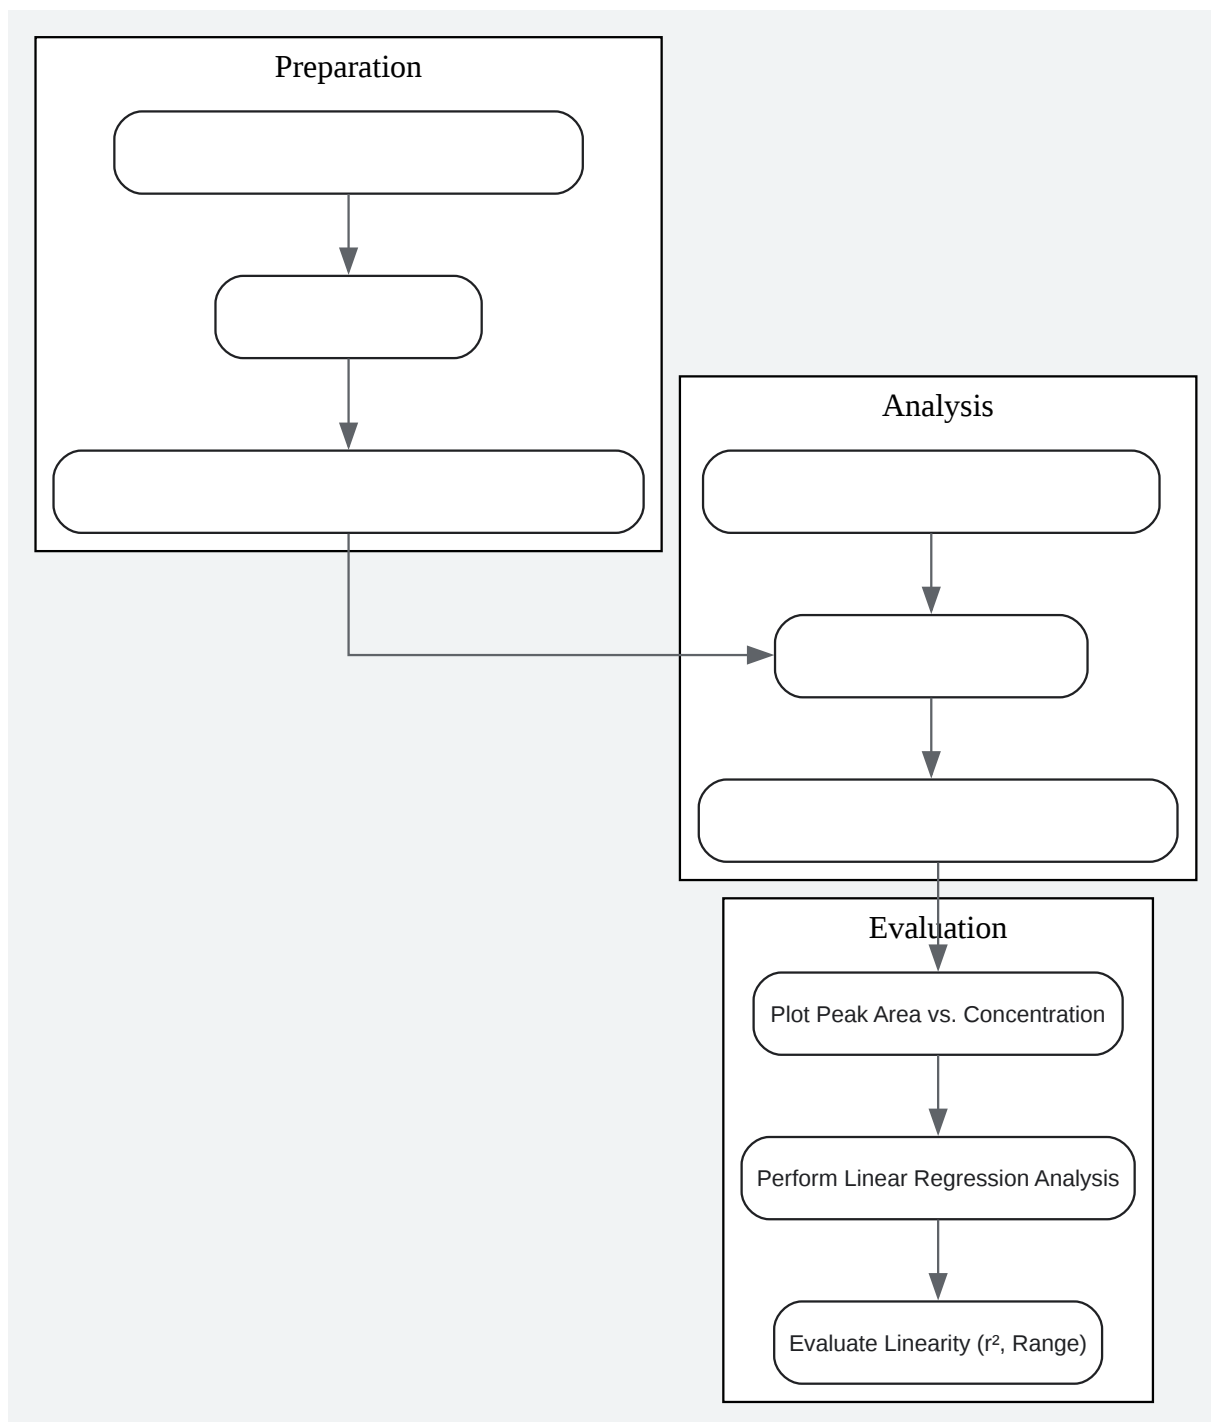 Preparation
Analysis
Evaluation
Plot Peak Area vs. Concentration
Perform Linear Regression Analysis
Evaluate Linearity (r², Range)